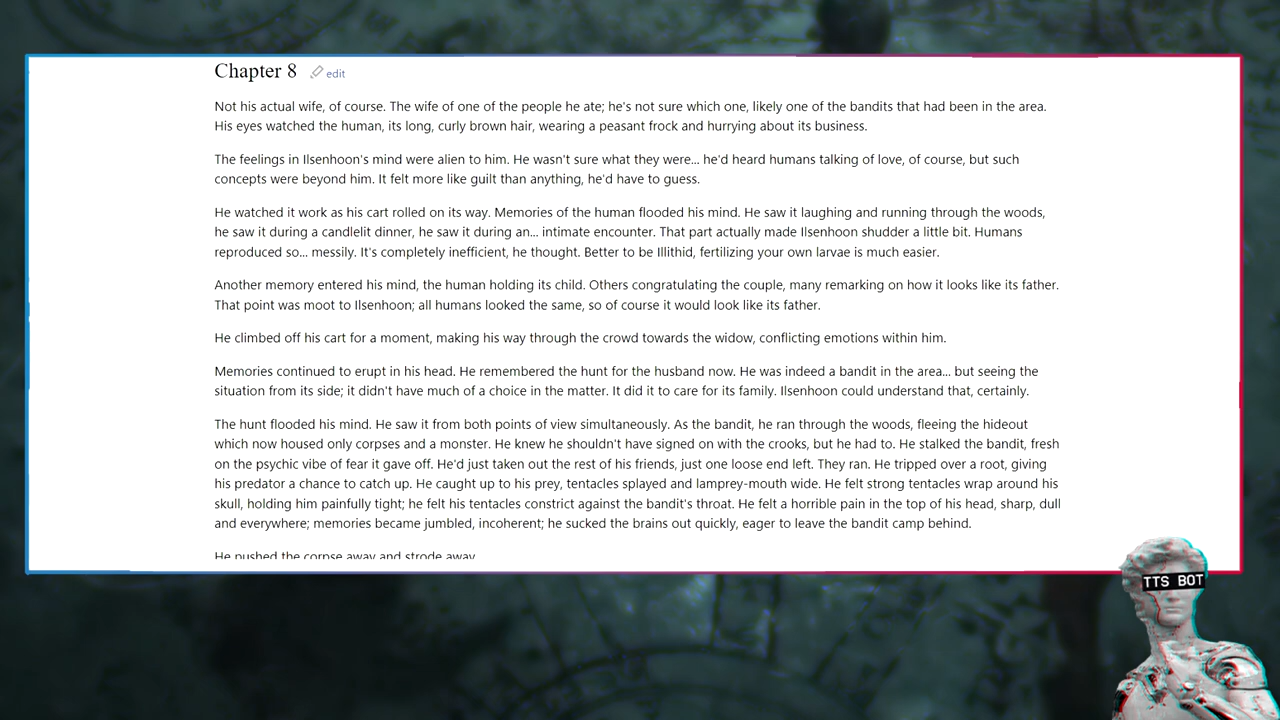 Chapter 8 edit
Not his actual wife, of course. The wife of one of the people he ate; he's not sure which one, likely one of the bandits that had been in the area.
His eyes watched the human, its long, curly brown hair, wearing a peasant frock and hurrying about its business.
The feelings in Ilsenhoon's mind were alien to him. He wasn't sure what they were... he'd heard humans talking of love, of course, but such
concepts were beyond him. It felt more like guilt than anything, he'd have to guess.
He watched it work as his cart rolled on its way. Memories of the human flooded his mind. He saw it laughing and running through the woods,
he saw it during a candlelit dinner, he saw it during an... intimate encounter. That part actually made Ilsenhoon shudder a little bit. Humans
reproduced so... messily. It's completely inefficient, he thought. Better to be Illithid, fertilizing your own larvae is much easier.
Another memory entered his mind, the human holding its child. Others congratulating the couple, many remarking on how it looks like its father.
That point was moot to Ilsenhoon; all humans looked the same, so of course it would look like its father.
He climbed off his cart for a moment, making his way through the crowd towards the widow, conflicting emotions within him.
Memories continued to erupt in his head. He remembered the hunt for the husband now. He was indeed a bandit in the area... but seeing the
situation from its side; it didn't have much of a choice in the matter. It did it to care for its family. Ilsenhoon could understand that, certainly.
The hunt flooded his mind. He saw it from both points of view simultaneously. As the bandit, he ran through the woods, fleeing the hideout
which now housed only corpses and a monster. He knew he shouldn't have signed on with the crooks, but he had to. He stalked the bandit, fresh
on the psychic vibe of fear it gave off. He'd just taken out the rest of his friends, just one loose end left. They ran. He tripped over a root, giving
his predator a chance to catch up. He caught up to his prey, tentacles splayed and lamprey-mouth wide. He felt strong tentacles wrap around his
skull, holding him painfully tight; he felt his tentacles constrict against the bandit's throat. He felt a horrible pain in the top of his head, sharp, dull
and everywhere; memories became jumbled, incoherent; he sucked the brains out quickly, eager to leave the bandit camp behind.
He pushed the corpse away and strode away
TTS BOT